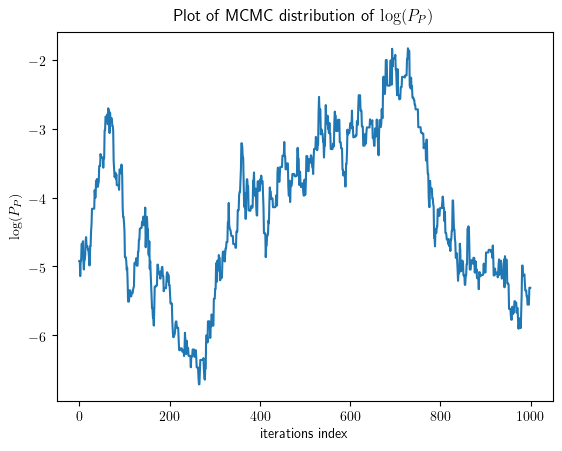 Plot of MCMC distribution of log(P_P)
−2
−3
−4
−5
−6
log(P_P)
0 200 400 600 800 1000
iterations index